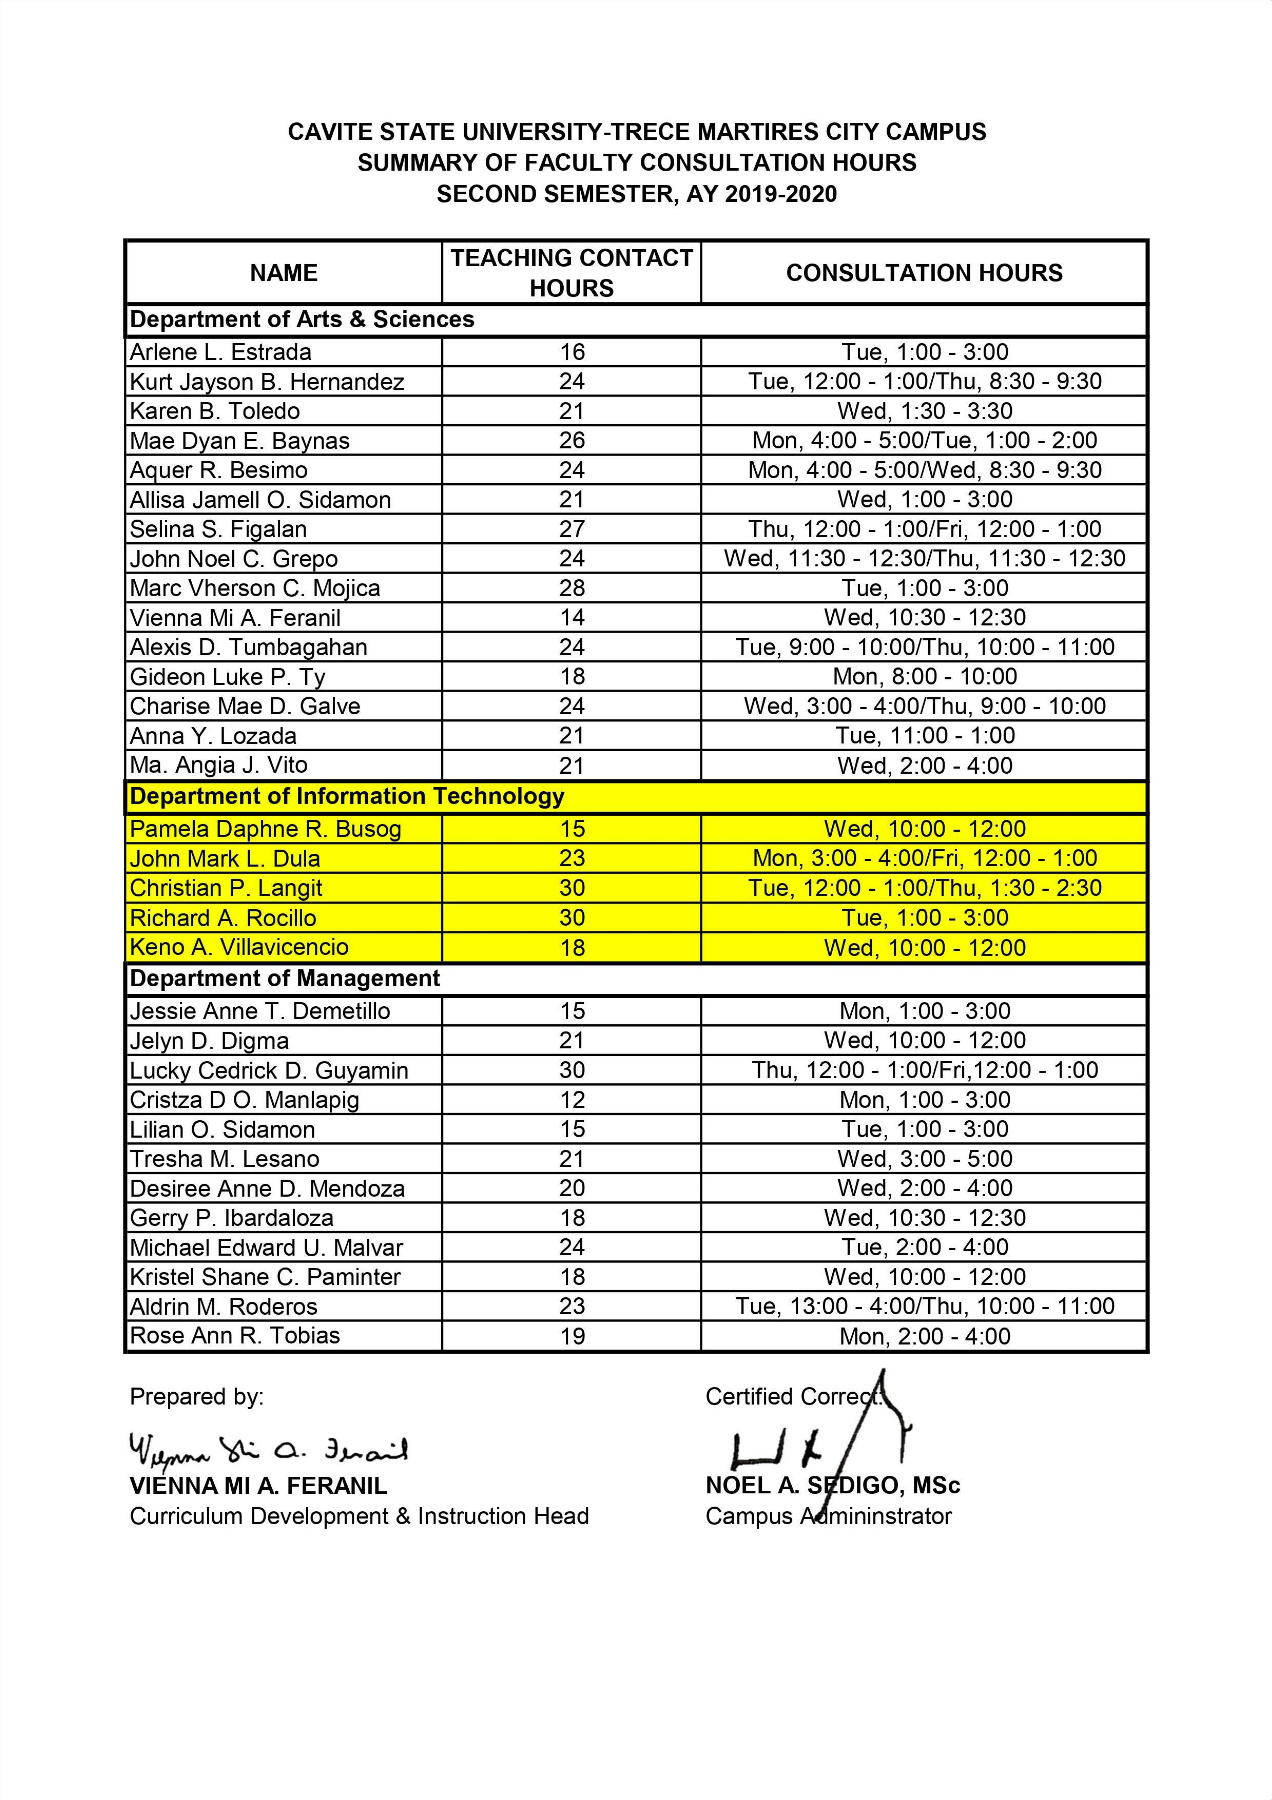 CAVITE STATE UNIVERSITY-TRECE MARTIRES CITY CAMPUS
SUMMARY OF FACULTY CONSULTATION HOURS
SECOND SEMESTER, AY 2019-2020
NAME TEACHING CONTACT HOURS CONSULTATION HOURS
Department of Arts & Sciences
Arlene L. Estrada 16 Tue, 1:00 - 3:00
Kurt Jayson B. Hernandez 24 Tue, 12:00 - 1:00/Thu, 8:30 - 9:30
Karen B. Toledo 21 Wed, 1:30 - 3:30
Mae Dyan E. Baynas 26 Mon, 4:00 - 5:00/Tue, 1:00 - 2:00
Aquer R. Besimo 24 Mon, 4:00 - 5:00/Wed, 8:30 - 9:30
Allisa Jamell O. Sidamon 21 Wed, 1:00 - 3:00
Selina S. Figalan 27 Thu, 12:00 - 1:00/Fri, 12:00 - 1:00
John Noel C. Grepo 24 Wed, 11:30 - 12:30/Thu, 11:30 - 12:30
Marc Vherson C. Mojica 28 Tue, 1:00 - 3:00
Vienna Mi A. Feranil 14 Wed, 10:30 - 12:30
Alexis D. Tumbagahan 24 Tue, 9:00 - 10:00/Thu, 10:00 - 11:00
Gideon Luke P. Ty 18 Mon, 8:00 - 10:00
Charise Mae D. Galve 24 Wed, 3:00 - 4:00/Thu, 9:00 - 10:00
Anna Y. Lozada 21 Tue, 11:00 - 1:00
Ma. Angia J. Vito 21 Wed, 2:00 - 4:00
Department of Information Technology
Pamela Daphne R. Busog 15 Wed, 10:00 - 12:00
John Mark L. Dula 23 Mon, 3:00 - 4:00/Fri, 12:00 - 1:00
Christian P. Langit 30 Tue, 12:00 - 1:00/Thu, 1:30 - 2:30
Richard A. Rocillo 30 Tue, 1:00 - 3:00
Keno A. Villavicencio 18 Wed, 10:00 - 12:00
Department of Management
Jessie Anne T. Demetillo 15 Mon, 1:00 - 3:00
Jelyn D. Digma 21 Wed, 10:00 - 12:00
Lucky Cedrick D. Guyamin 30 Thu, 12:00 - 1:00/Fri,12:00 - 1:00
Cristza D O. Manlapig 12 Mon, 1:00 - 3:00
Lilian O. Sidamon 15 Tue, 1:00 - 3:00
Tresha M. Lesano 21 Wed, 3:00 - 5:00
Desiree Anne D. Mendoza 20 Wed, 2:00 - 4:00
Gerry P. Ibardaloza 18 Wed, 10:30 - 12:30
Michael Edward U. Malvar 24 Tue, 2:00 - 4:00
Kristel Shane C. Paminter 18 Wed, 10:00 - 12:00
Aldrin M. Roderos 23 Tue, 13:00 - 4:00/Thu, 10:00 - 11:00
Rose Ann R. Tobias 19 Mon, 2:00 - 4:00
Prepared by: Certified Correct:
Vienna Mi A. Feranil
VIENNA MI A. FERANIL NOEL A. SEDIGO, MSc
Curriculum Development & Instruction Head Campus Admininstrator